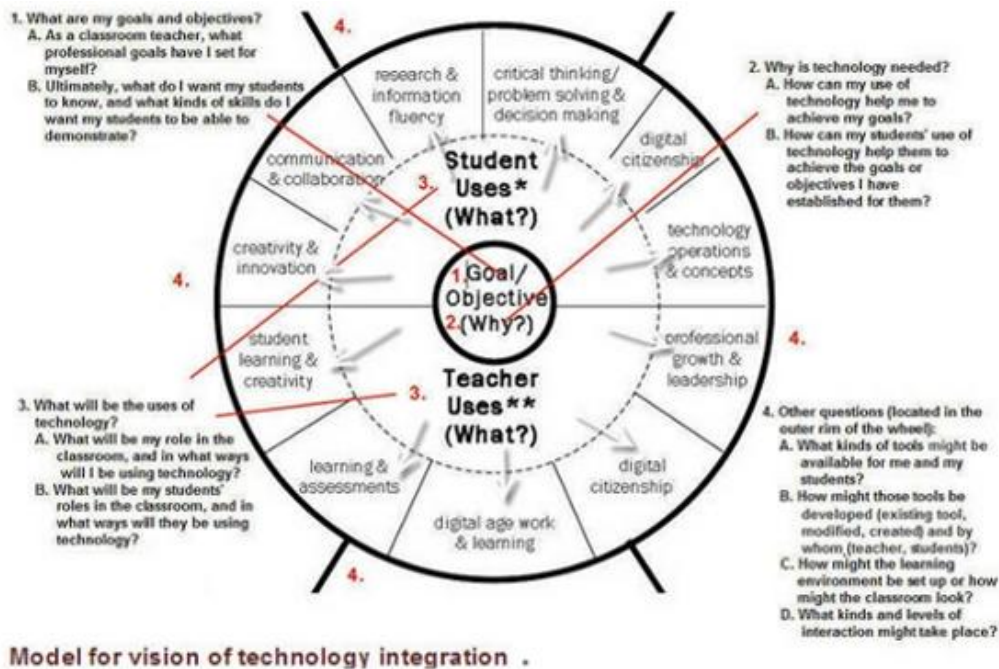 1. What are my goals and objectives?
A. As a classroom teacher, what
professional goals have I set for
myself?
B. Ultimately, what do I want my students
to know, and what kinds of skills do I
want my students to be able to
demonstrate?
4.
research &
information
fluency
critical thinking/
problem solving &
decision making
2. Why is technology needed?
A. How can my use of
technology help me to
achieve my goals?
B. How can my students' use of
technology help them to
achieve the goals or
objectives I have
established for them?
communication
& collaboration
digital
citizenship
Student
Uses*
(What?)
3.
creativity &
innovation
technology
operations
& concepts
4.
1. Goal/
Objective
2. (Why?)
student
learning &
creativity
professional
growth &
leadership
4.
Teacher
Uses**
(What?)
3.
3. What will be the uses of
technology?
A. What will be my role in the
classroom, and in what ways
will I be using technology?
B. What will be my students'
roles in the classroom, and in
what ways will they be using
technology?
learning &
assessments
digital age work
& learning
digital
citizenship
4.
4. Other questions (located in the
outer rim of the wheel):
A. What kinds of tools might be
available for me and my
students?
B. How might those tools be
developed (existing tool,
modified, created) and by
whom (teacher, students)?
C. How might the learning
environment be set up or how
might the classroom look?
D. What kinds and levels of
interaction might take place?
Model for vision of technology integration .